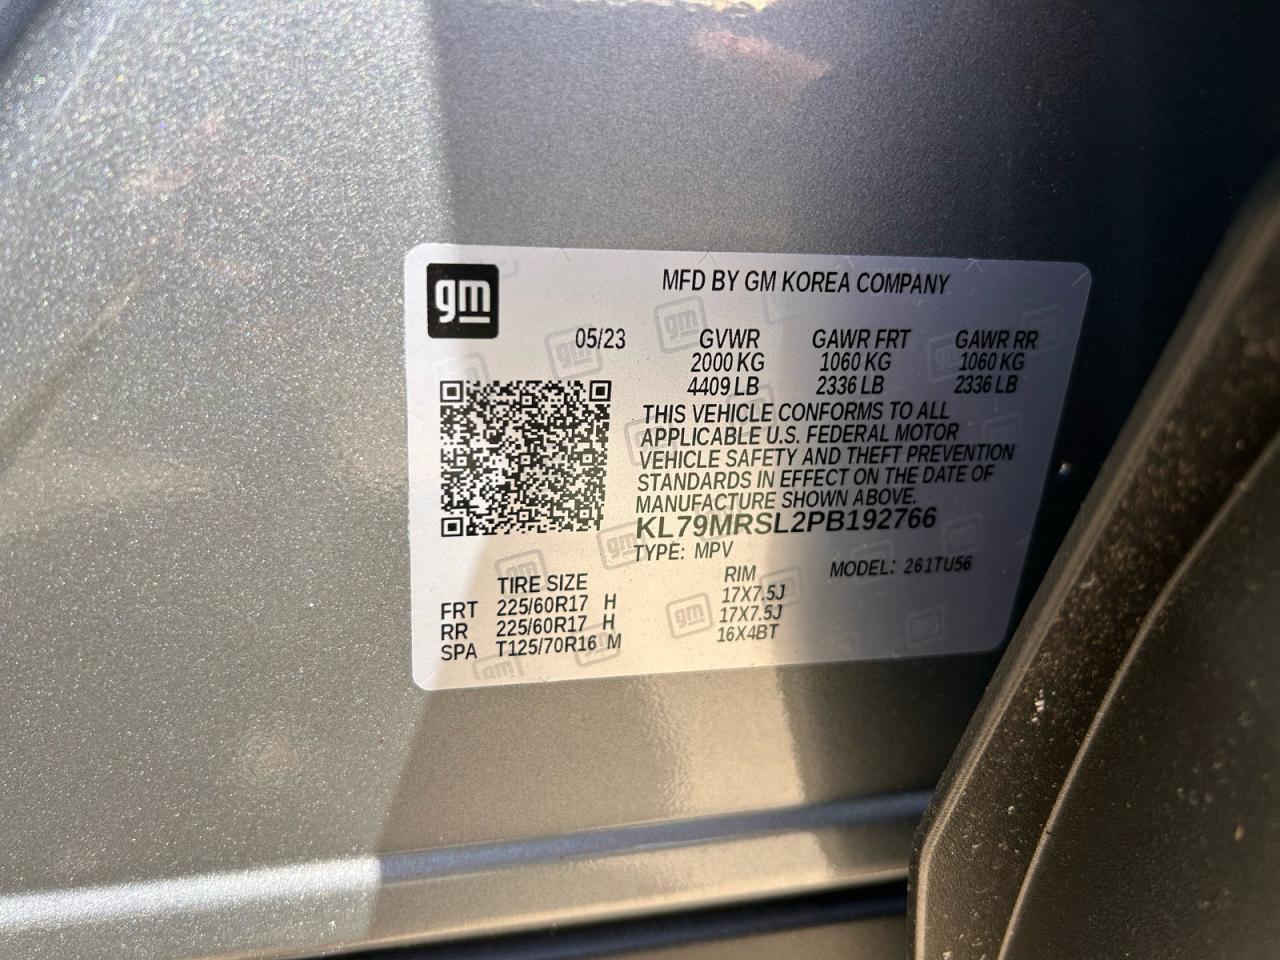 gm
MFD BY GM KOREA COMPANY
05/23 GVWR GAWR FRT GAWR RR
2000 KG 1060 KG 1060 KG
4409 LB 2336 LB 2336 LB
THIS VEHICLE CONFORMS TO ALL
APPLICABLE U.S. FEDERAL MOTOR
VEHICLE SAFETY AND THEFT PREVENTION
STANDARDS IN EFFECT ON THE DATE OF
MANUFACTURE SHOWN ABOVE.
KL79MRSL2PB192766
TYPE: MPV MODEL: 261TU56
TIRE SIZE RIM
FRT 225/60R17 H 17X7.5J
RR 225/60R17 H 17X7.5J
SPA T125/70R16 M 16X4BT